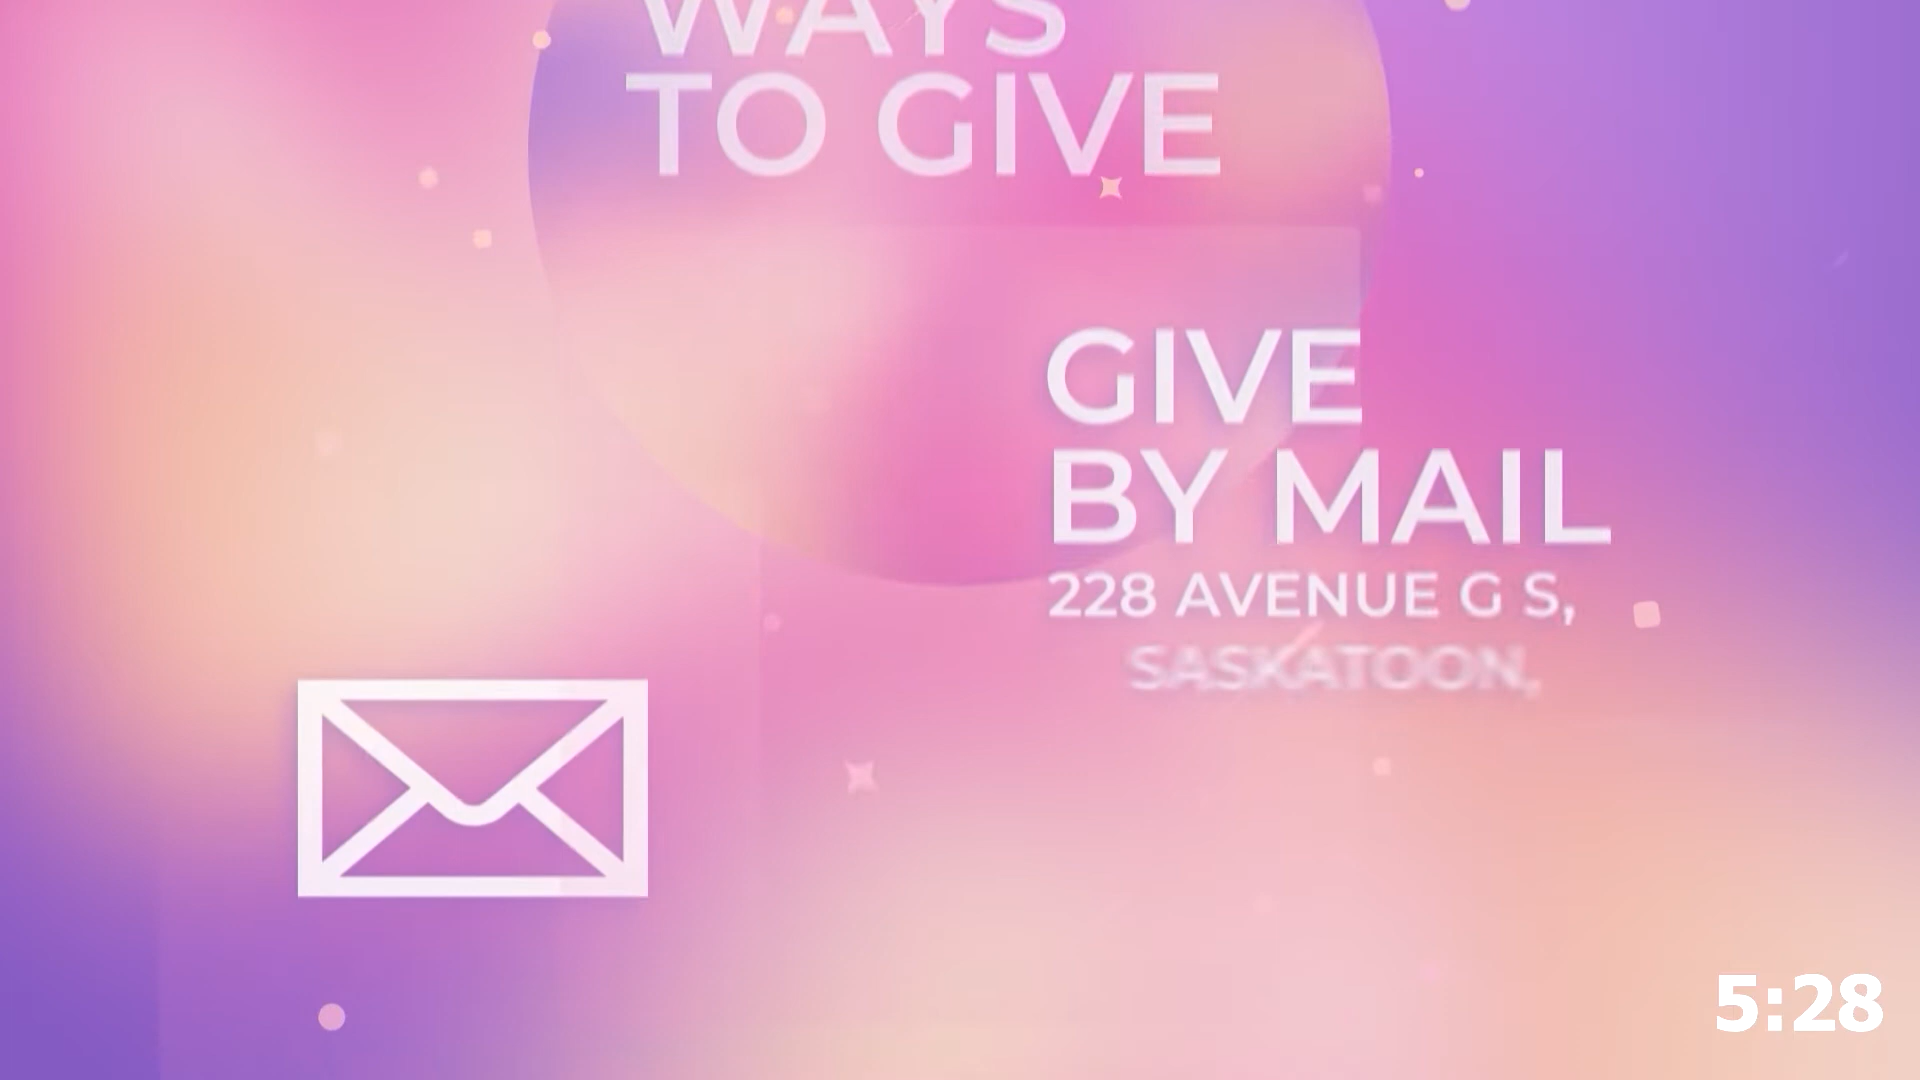 WAYS
TO GIVE
GIVE
BY MAIL
228 AVENUE G S,
SASKATOON,
5:28